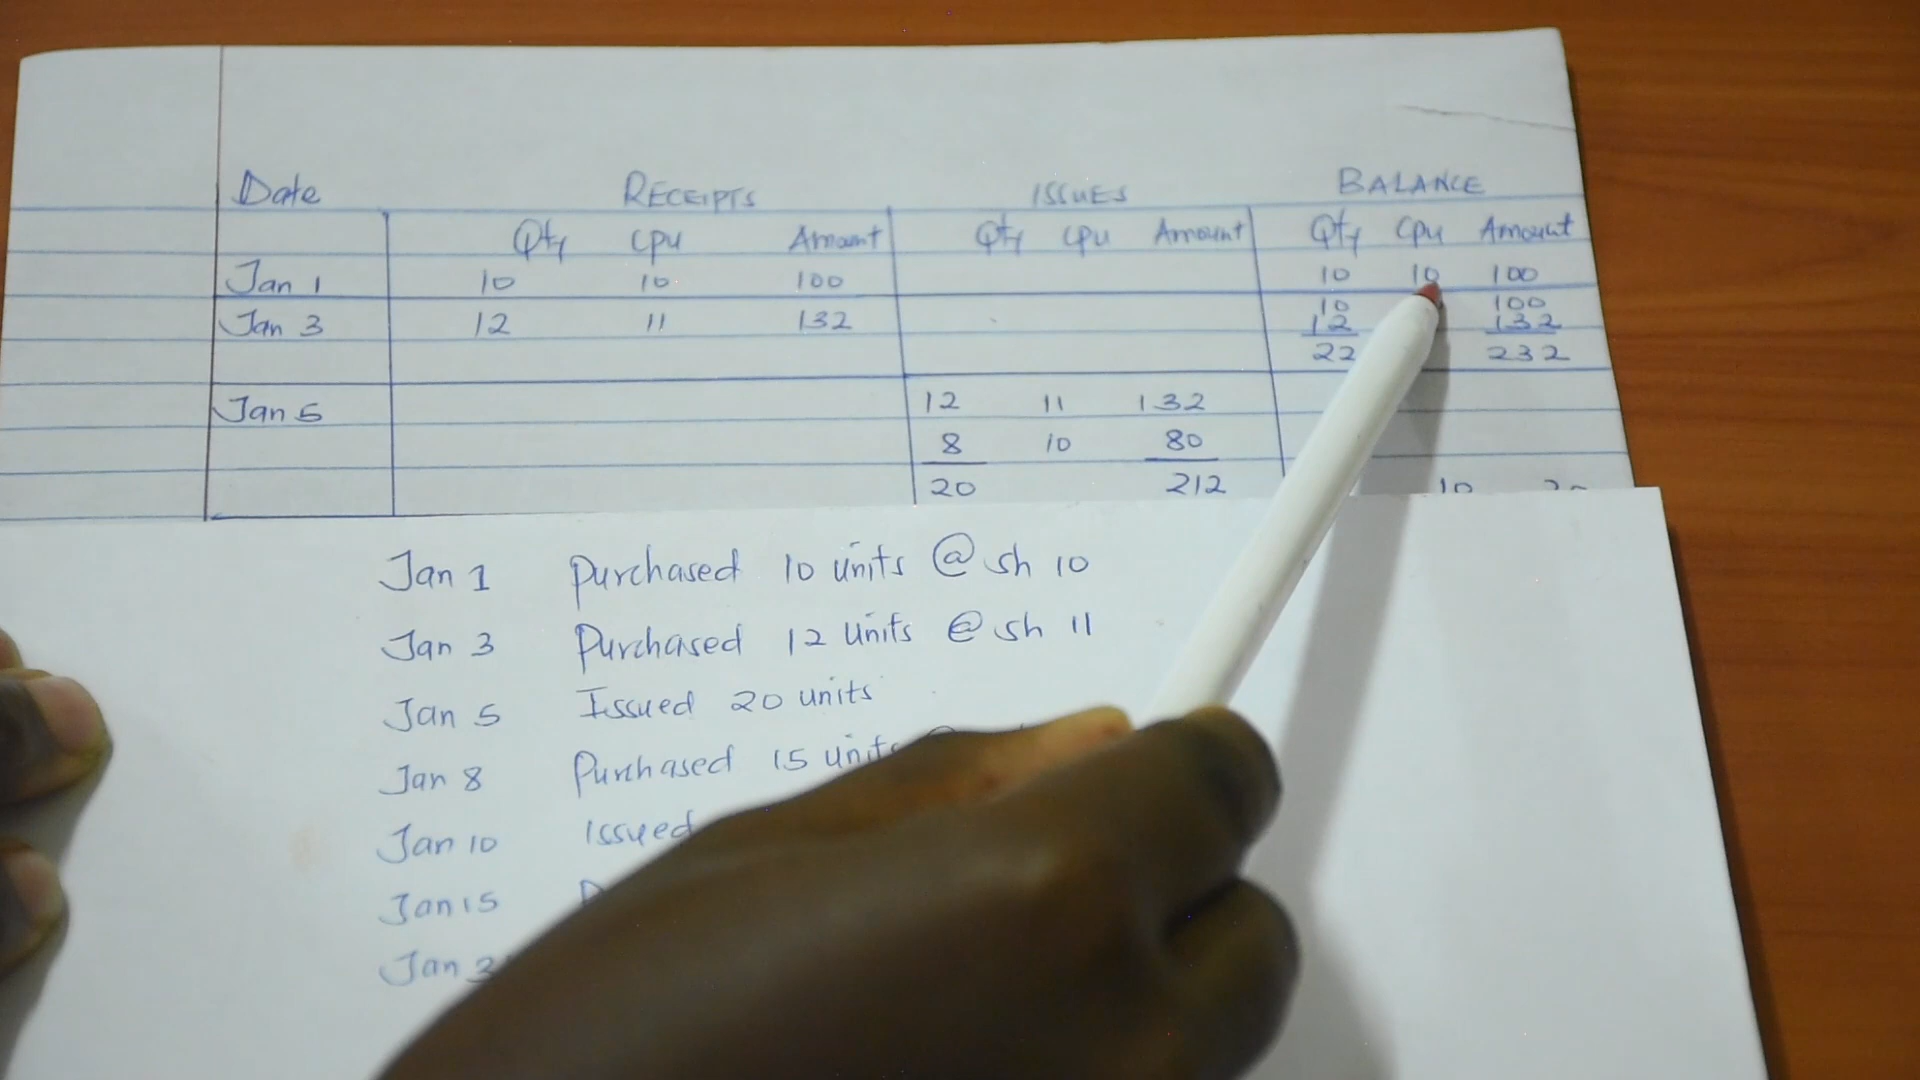 Date RECEIPTS ISSUES BALANCE
Qty Cpu Amount Qty Cpu Amount Qty Cpu Amount
Jan 1 10 10 100 10 10 100
10 100
Jan 3 12 11 132 12 132
22 232
Jan 5 12 11 132
8 10 80
20 212 10
Jan 1 Purchased 10 units @ sh 10
Jan 3 Purchased 12 units @ sh 11
Jan 5 Issued 20 units
Jan 8 Purchased 15 units
Jan 10 Issued
Jan 15
Jan